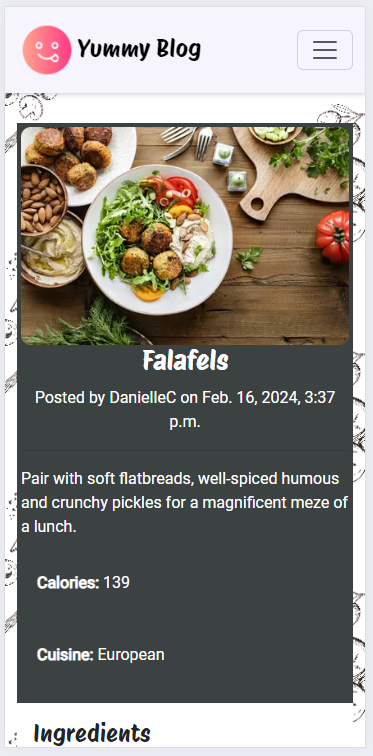 Yummy Blog
Falafels
Posted by DanielleC on Feb. 16, 2024, 3:37
p.m.
Pair with soft flatbreads, well-spiced humous
and crunchy pickles for a magnificent meze of
a lunch.
Calories: 139
Cuisine: European
Ingredients